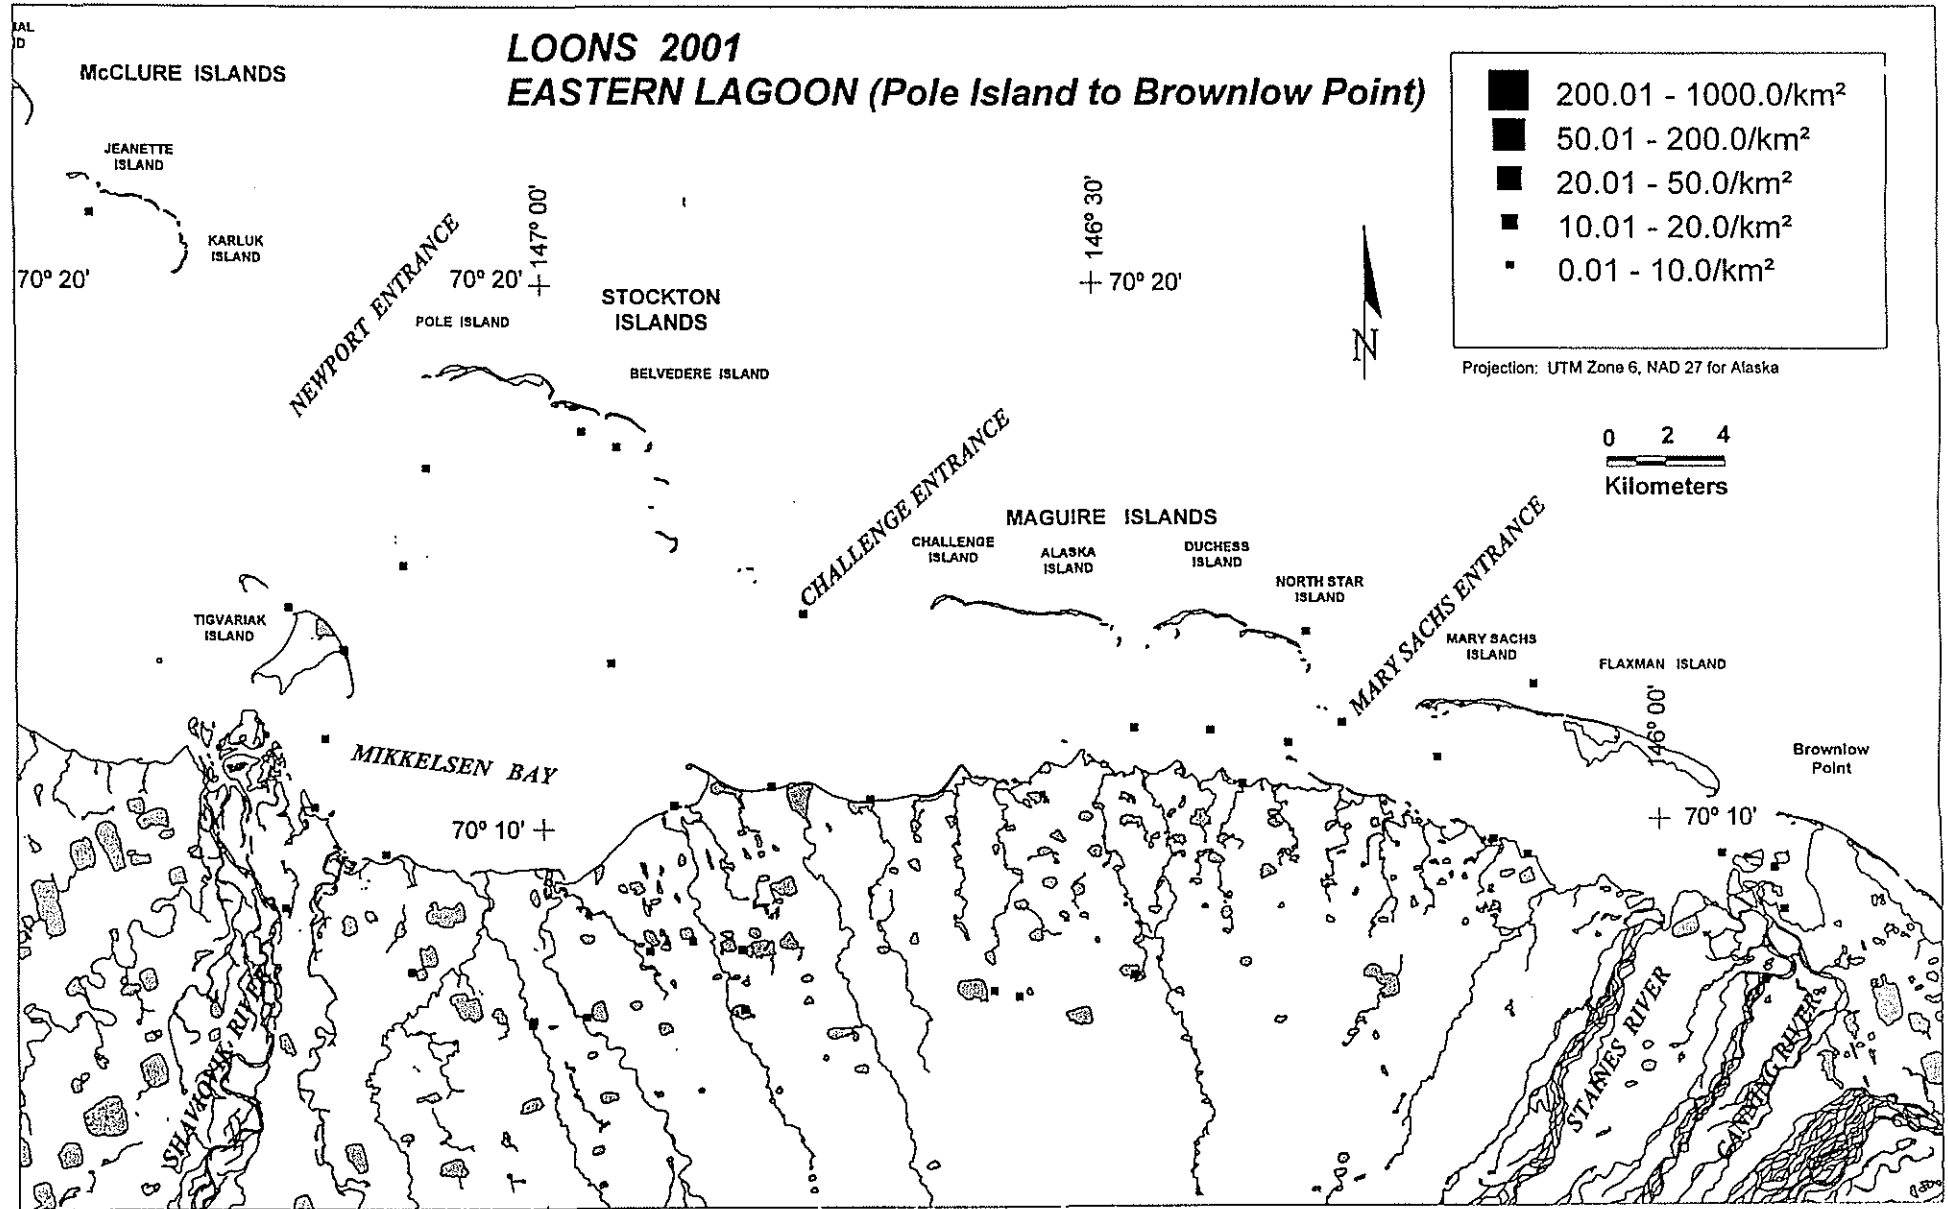 LOONS 2001
EASTERN LAGOON (Pole Island to Brownlow Point)
200.01 - 1000.0/km²
50.01 - 200.0/km²
20.01 - 50.0/km²
10.01 - 20.0/km²
0.01 - 10.0/km²
Projection: UTM Zone 6, NAD 27 for Alaska
IAL
D
McCLURE ISLANDS
JEANETTE
ISLAND
KARLUK
ISLAND
70° 20'
NEWPORT ENTRANCE
147° 00'
70° 20'
146° 30'
70° 20'
N
STOCKTON
ISLANDS
POLE ISLAND
BELVEDERE ISLAND
0 2 4
Kilometers
CHALLENGE ENTRANCE
MAGUIRE ISLANDS
CHALLENGE
ISLAND
ALASKA
ISLAND
DUCHESS
ISLAND
NORTH STAR
ISLAND
MARY SACHS ENTRANCE
MARY SACHS
ISLAND
FLAXMAN ISLAND
TIGVARIAK
ISLAND
46° 00'
Brownlow
Point
MIKKELSEN BAY
70° 10'
70° 10'
SHAVIOVIK RIVER
STAINES RIVER
CANNING RIVER